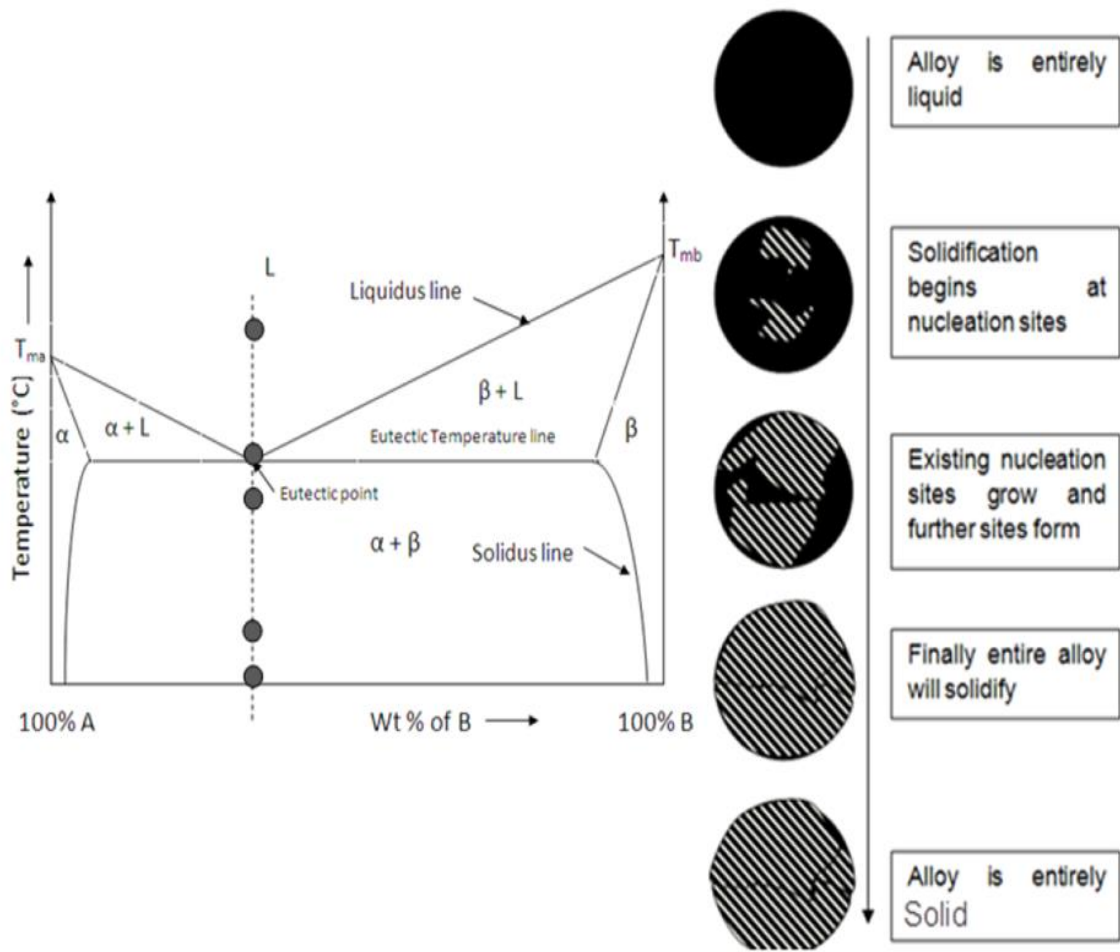 Alloy is entirely
liquid
Solidification
begins at
nucleation sites
Existing nucleation
sites grow and
further sites form
Finally entire alloy
will solidify
Alloy is entirely
Solid
L
Liquidus line
Tmb
Tma
β + L
α
α + L
β
Eutectic Temperature line
Eutectic point
α + β
Solidus line
Temperature (°C)
100% A
Wt % of B
100% B